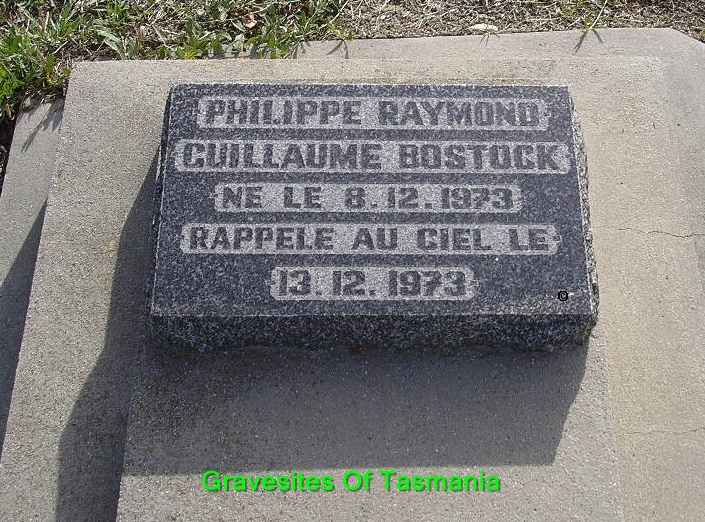 PHILIPPE RAYMOND
GUILLAUME BOSTOCK
NE LE 8.12.1973
RAPPELE AU CIEL LE
13.12.1973
Gravesites Of Tasmania